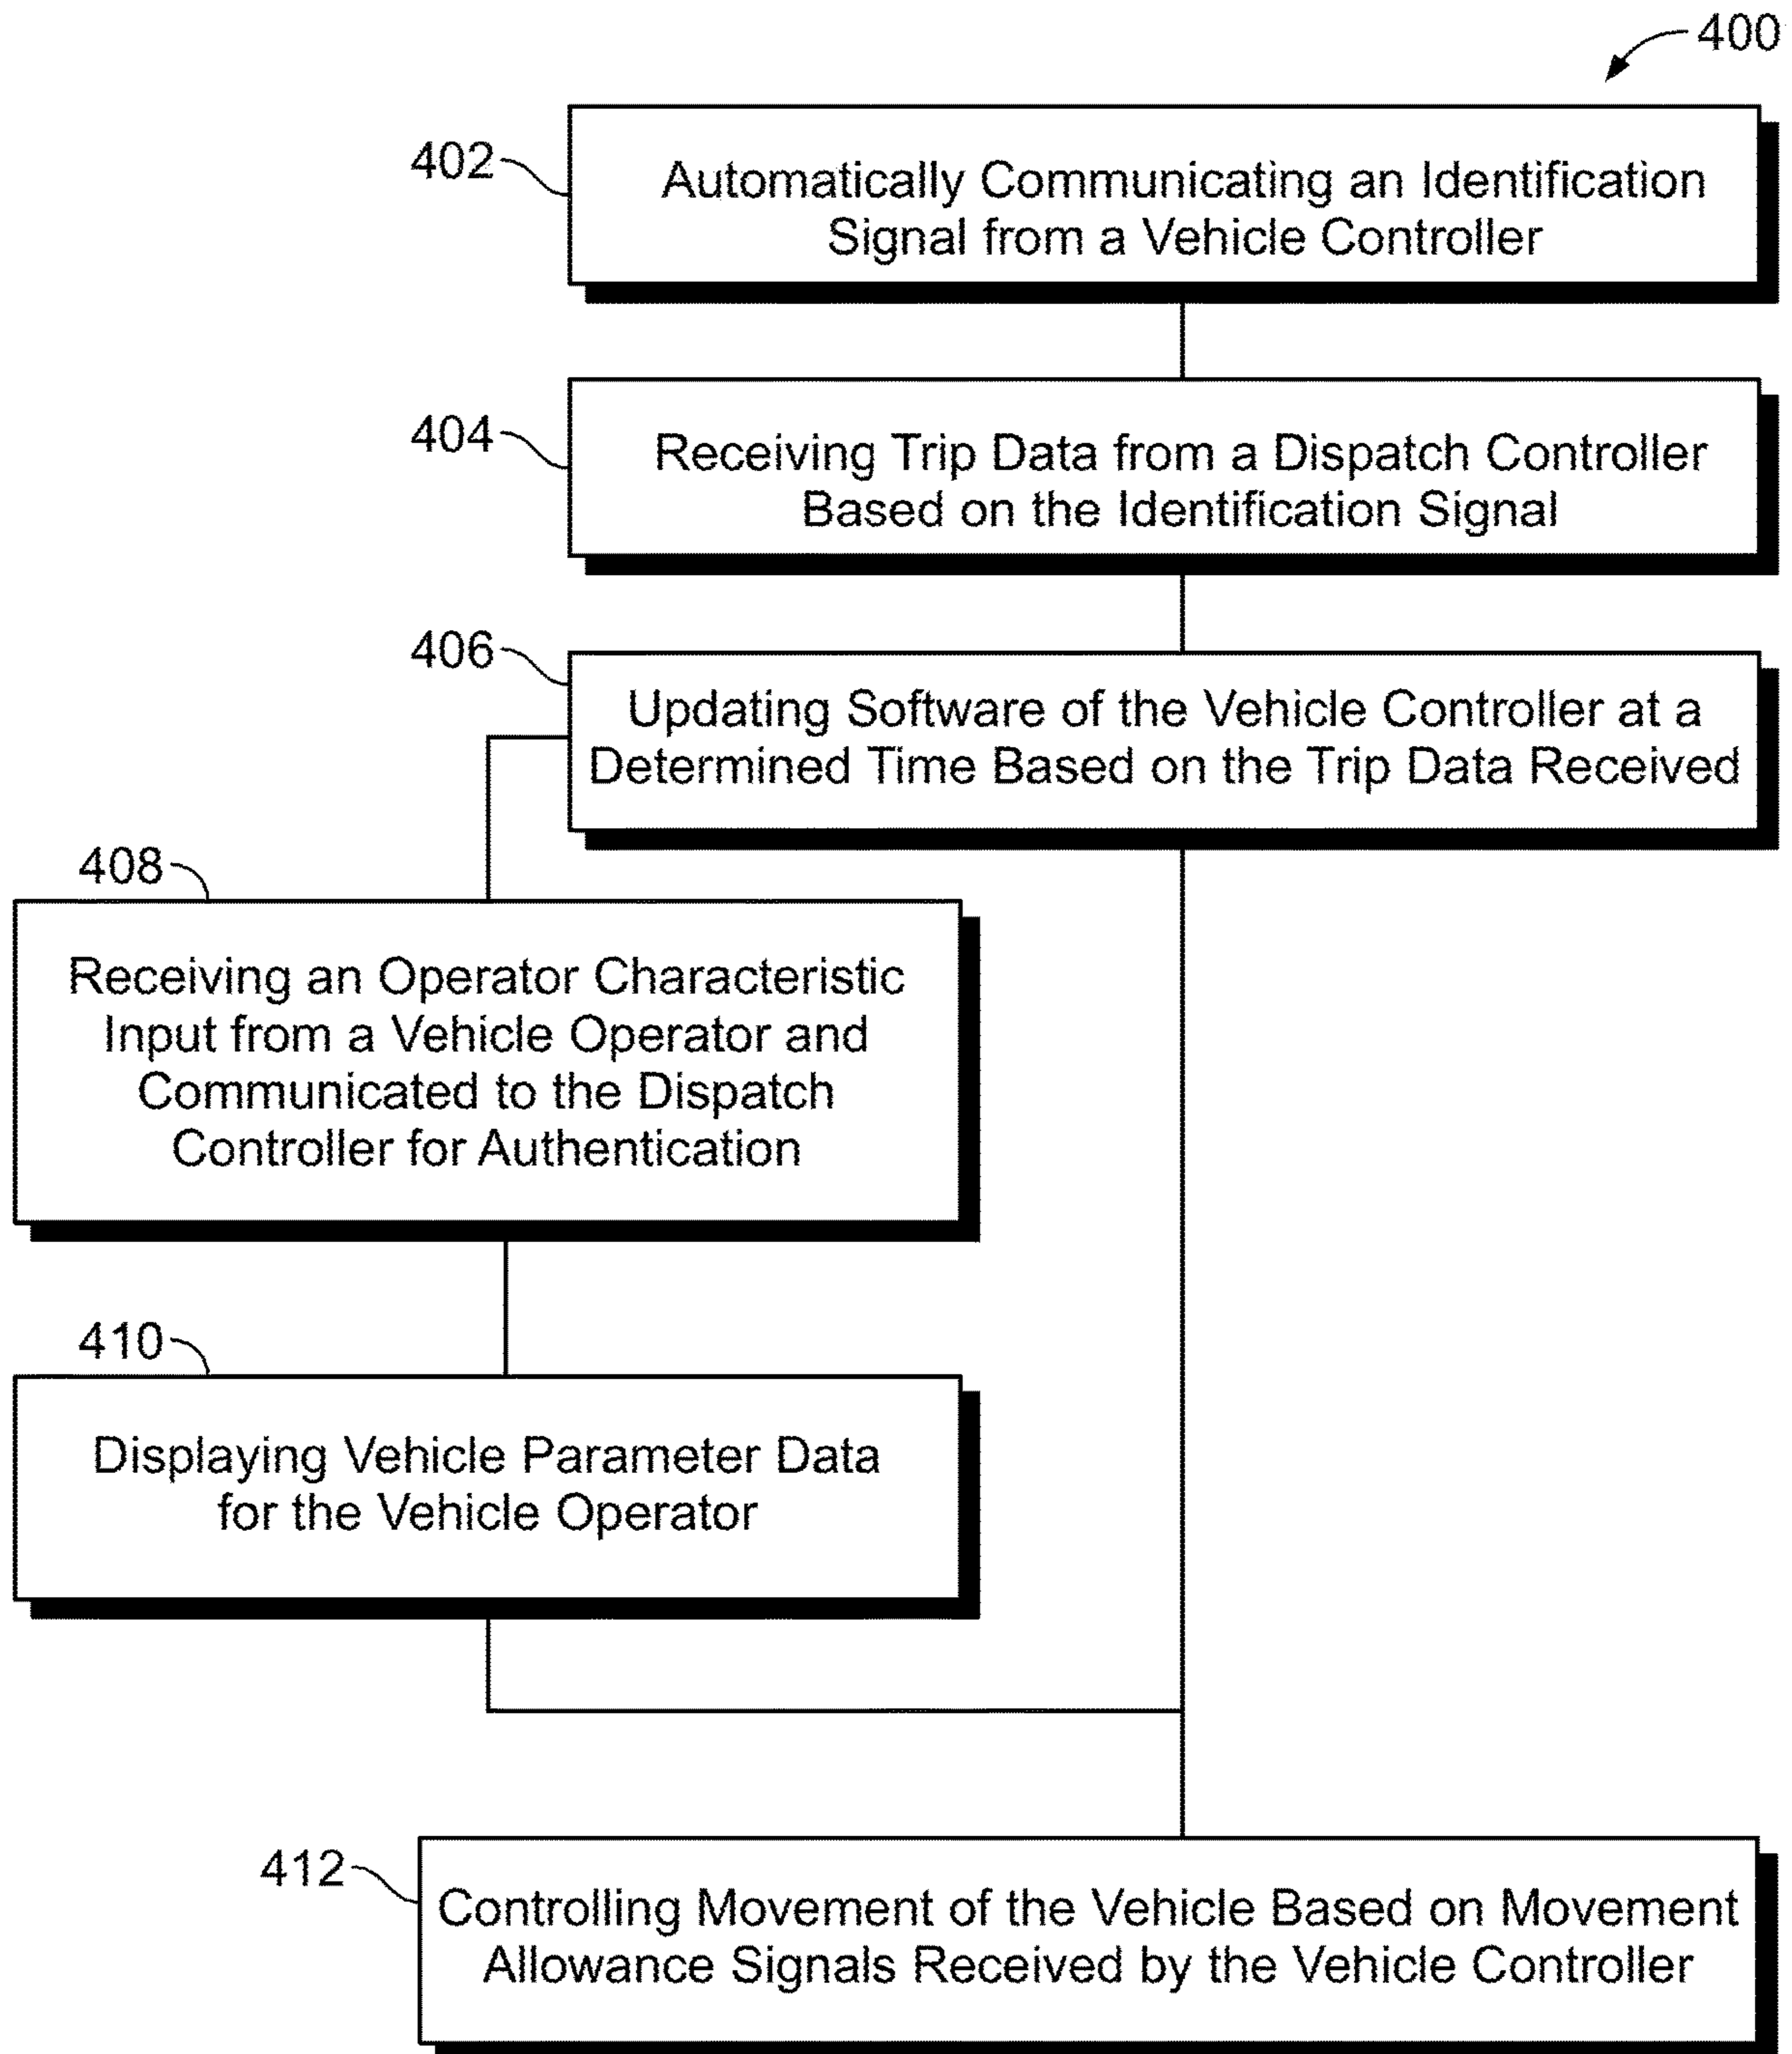 400
402
Automatically Communicating an Identification
Signal from a Vehicle Controller
404
Receiving Trip Data from a Dispatch Controller
Based on the Identification Signal
406
Updating Software of the Vehicle Controller at a
Determined Time Based on the Trip Data Received
408
Receiving an Operator Characteristic
Input from a Vehicle Operator and
Communicated to the Dispatch
Controller for Authentication
410
Displaying Vehicle Parameter Data
for the Vehicle Operator
412
Controlling Movement of the Vehicle Based on Movement
Allowance Signals Received by the Vehicle Controller